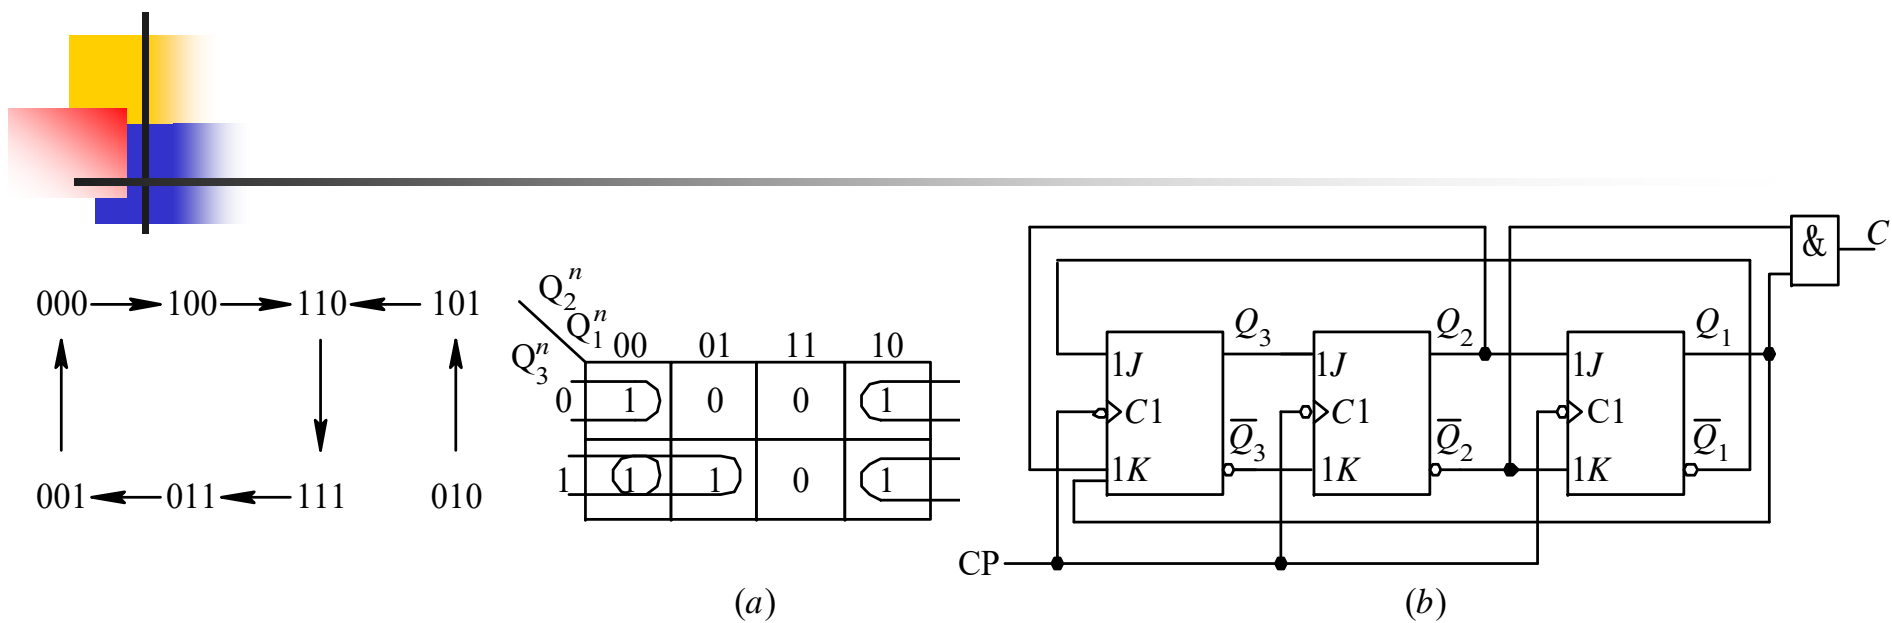 000 100 110 101
001 011 111 010
Q₂ⁿ
Q₁ⁿ
Q₃ⁿ
00 01 11 10
0 1 0 0 1
1 1 1 0 1
(a)
& C
Q₃ Q₂ Q₁
1J 1J 1J
C1 C1 C1
Q̅₃ Q̅₂ Q̅₁
1K 1K 1K
CP
(b)